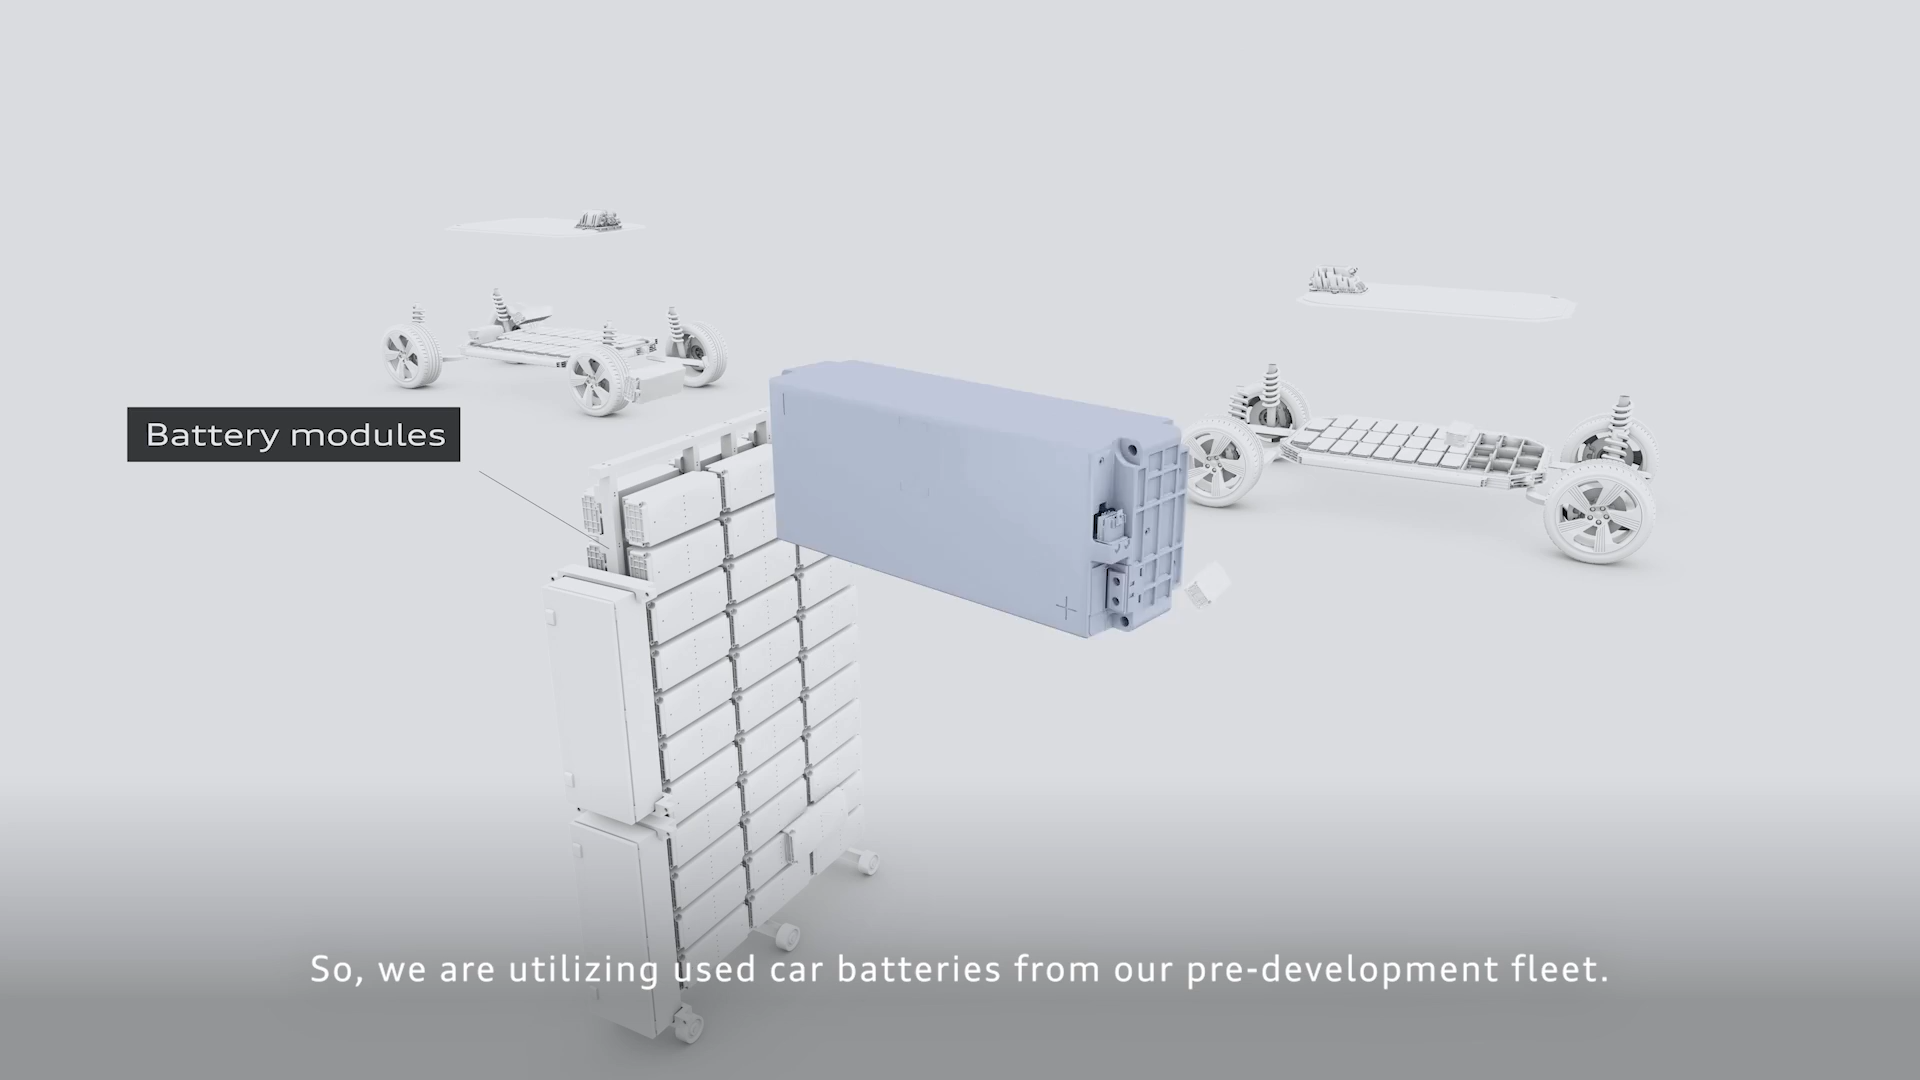 Battery modules
So, we are utilizing used car batteries from our pre-development fleet.